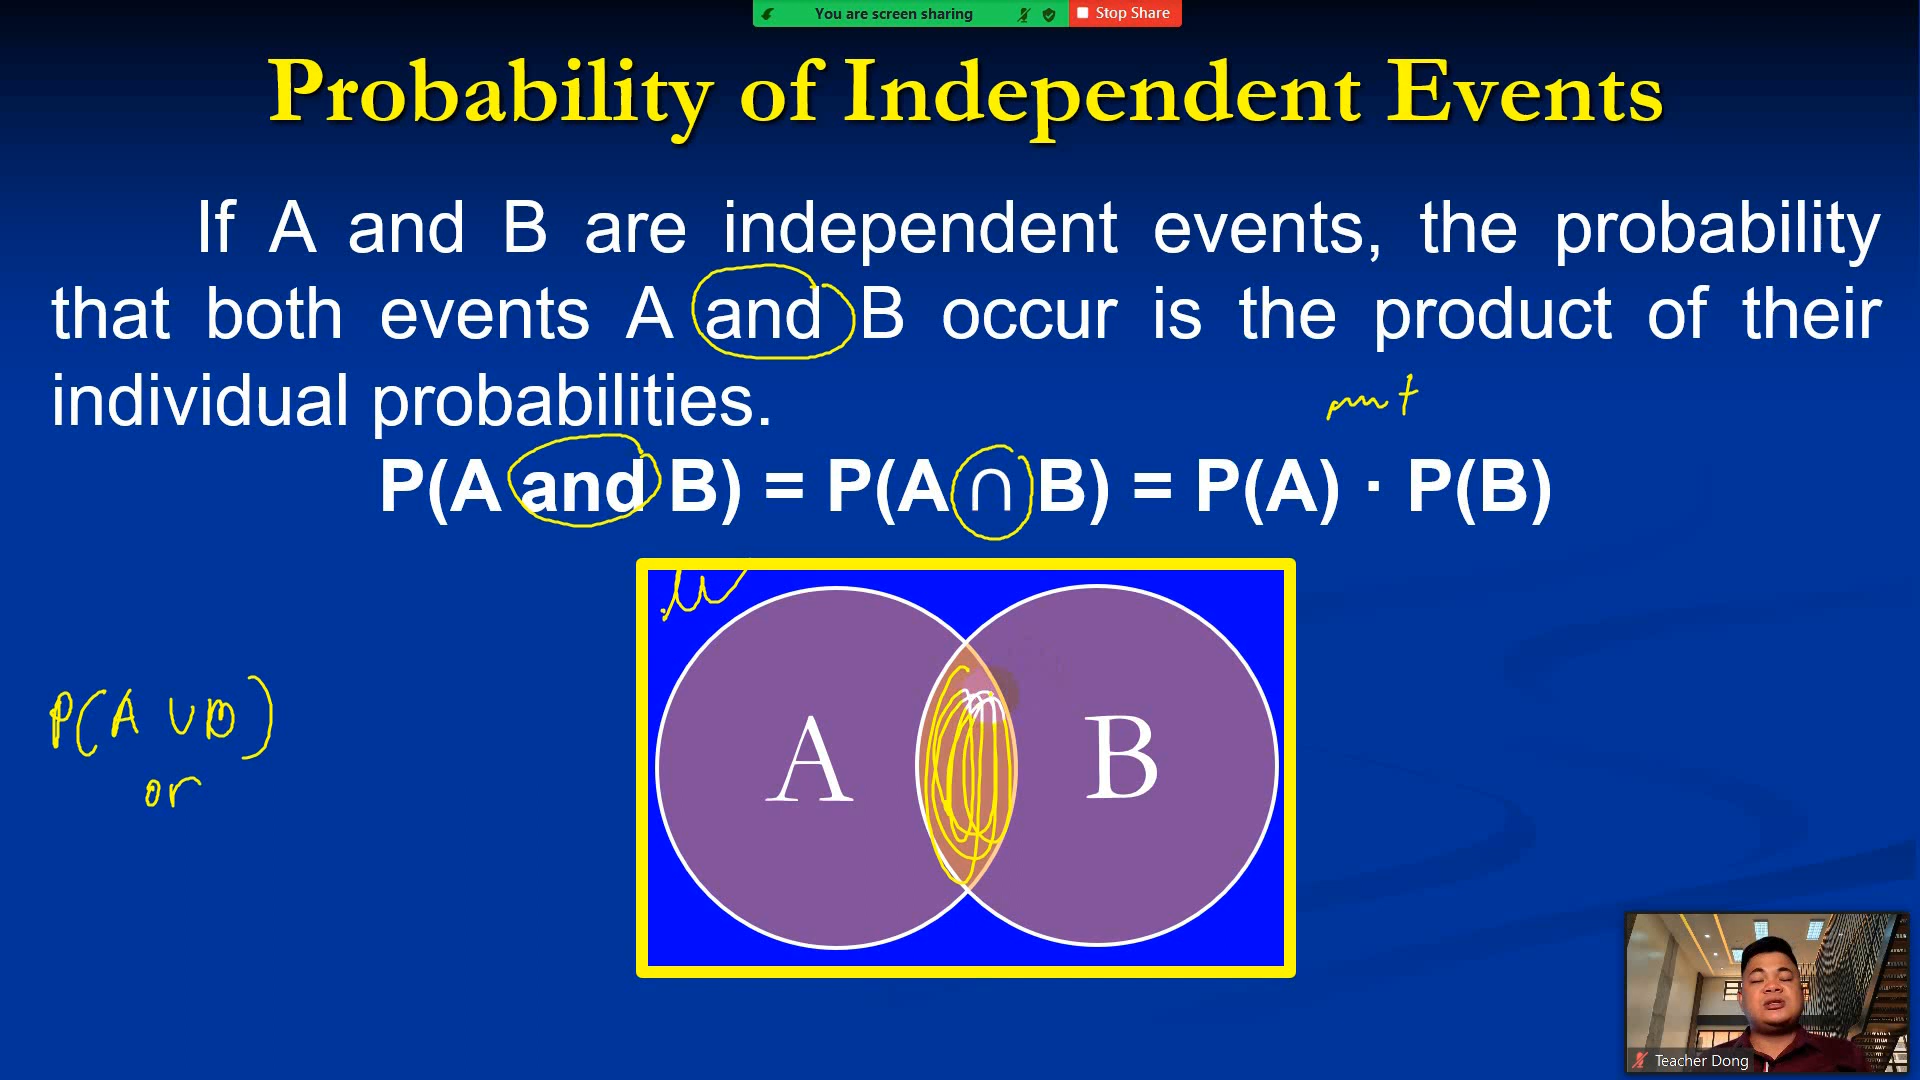 You are screen sharing Stop Share
Probability of Independent Events
If A and B are independent events, the probability
that both events A and B occur is the product of their
individual probabilities.
P(A and B) = P(A ∩ B) = P(A) · P(B)
A B
P(A ∪ B)
or
Teacher Dong